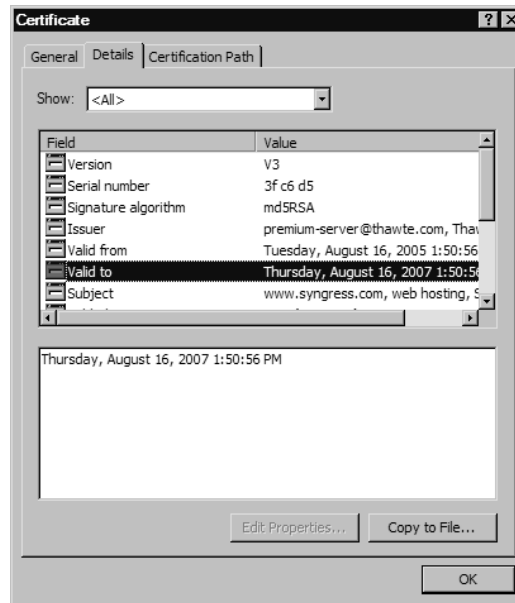 Certificate
General Details Certification Path
Show: <All>
Field Value
Version V3
Serial number 3f c6 d5
Signature algorithm md5RSA
Issuer premium-server@thawte.com, Thaw
Valid from Tuesday, August 16, 2005 1:50:56
Valid to Thursday, August 16, 2007 1:50:56
Subject www.syngress.com, web hosting, S
Thursday, August 16, 2007 1:50:56 PM
Edit Properties... Copy to File...
OK